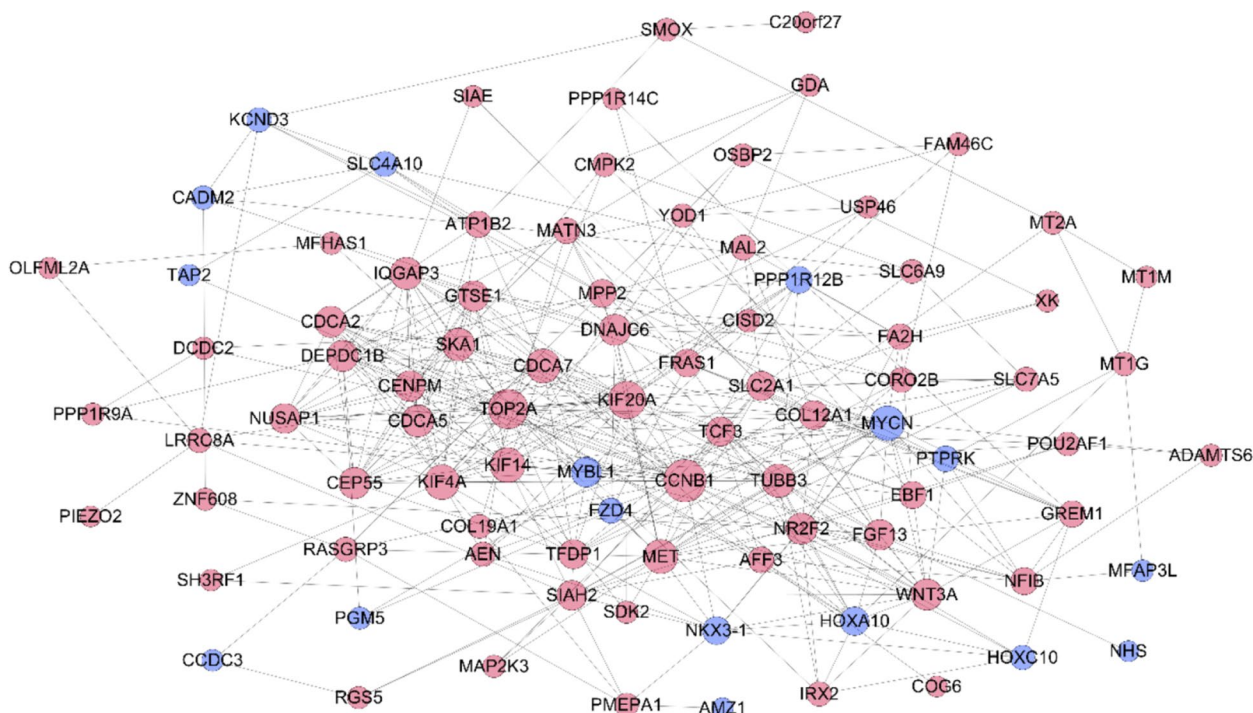 C20orf27
SMOX
GDA
SIAE
PPP1R14C
KCND3
FAM46C
OSBP2
SLC4A10
CMPK2
CADM2
USP46
YOD1
ATP1B2
MT2A
MATN3
MFHAS1
MAL2
OLFML2A
TAP2
IQGAP3
SLC6A9
MT1M
PPP1R12B
GTSE1
MPP2
XK
CDCA2
CISD2
DNAJC6
FA2H
SKA1
DCDC2
DEPDC1B
FRAS1
MT1G
CDCA7
CENPM
SLC2A1
CORO2B
SLC7A5
KIF20A
TOP2A
PPP1R9A
NUSAP1
CDCA5
COL12A1
MYCN
TCF3
LRRC8A
POU2AF1
ADAMTS6
PTPRK
KIF14
MYBL1
CEP55
KIF4A
CCNB1
TUBB3
EBF1
ZNF608
PIEZO2
FZD4
GREM1
COL19A1
NR2F2
FGF13
RASGRP3
AEN
TFDP1
MET
AFF3
SH3RF1
NFIB
MFAP3L
SIAH2
WNT3A
SDK2
PGM5
HOXA10
NKX3-1
NHS
CCDC3
HOXC10
MAP2K3
COG6
RGS5
IRX2
PMEPA1
AMZ1